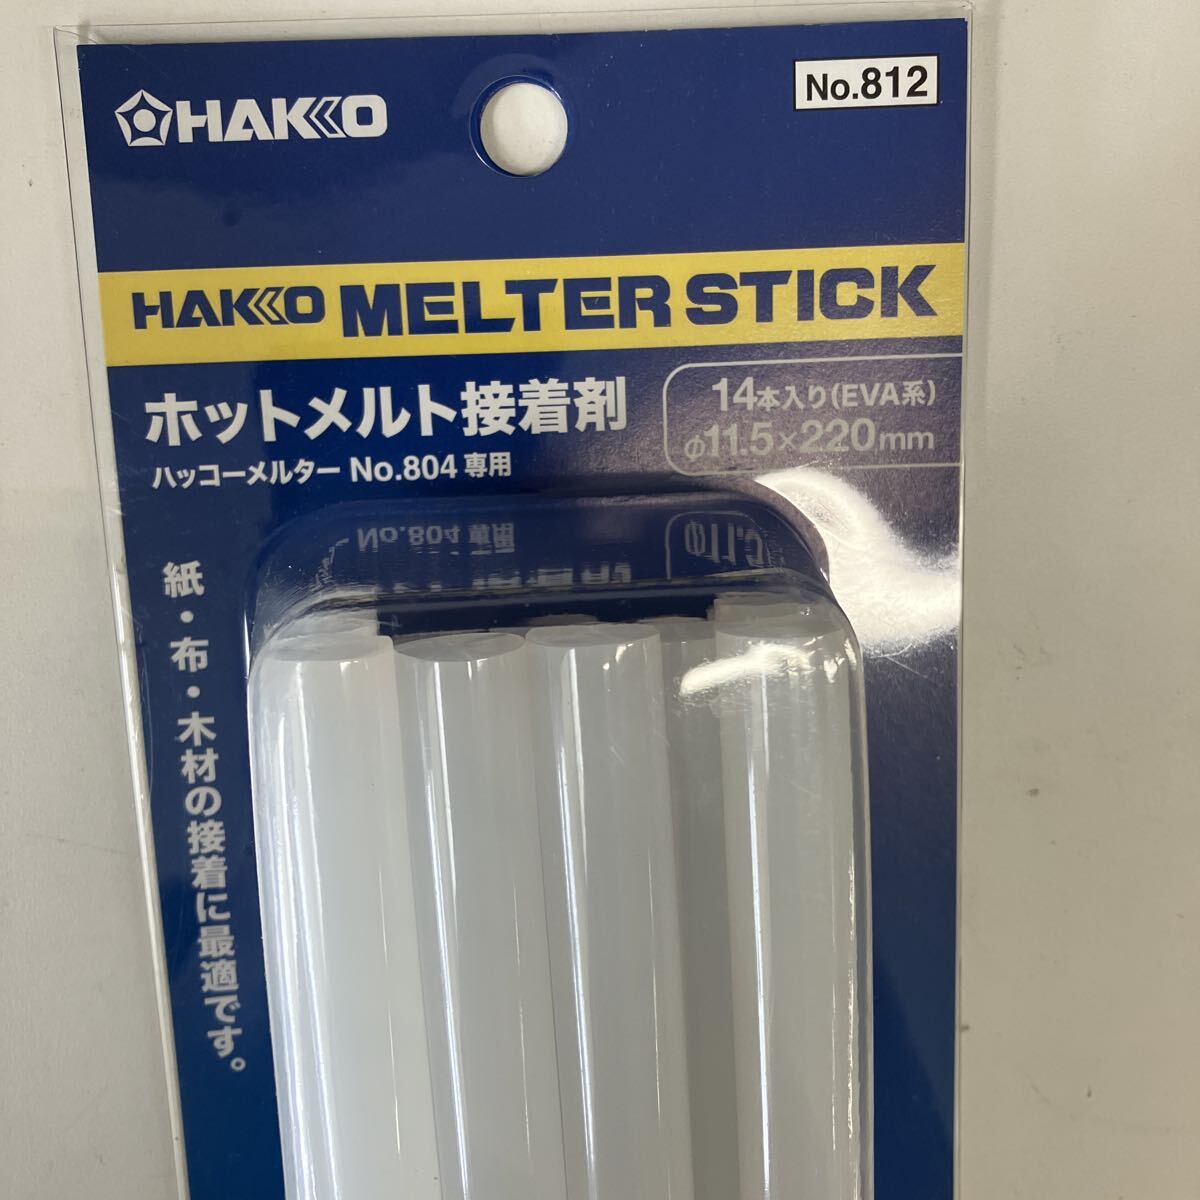 HAKKO
No.812
HAKKO MELTER STICK
ホットメルト接着剤
ハッコーメルター No.804 専用
14本入り(EVA系)
φ11.5×220mm
紙・布・木材の接着に最適です。